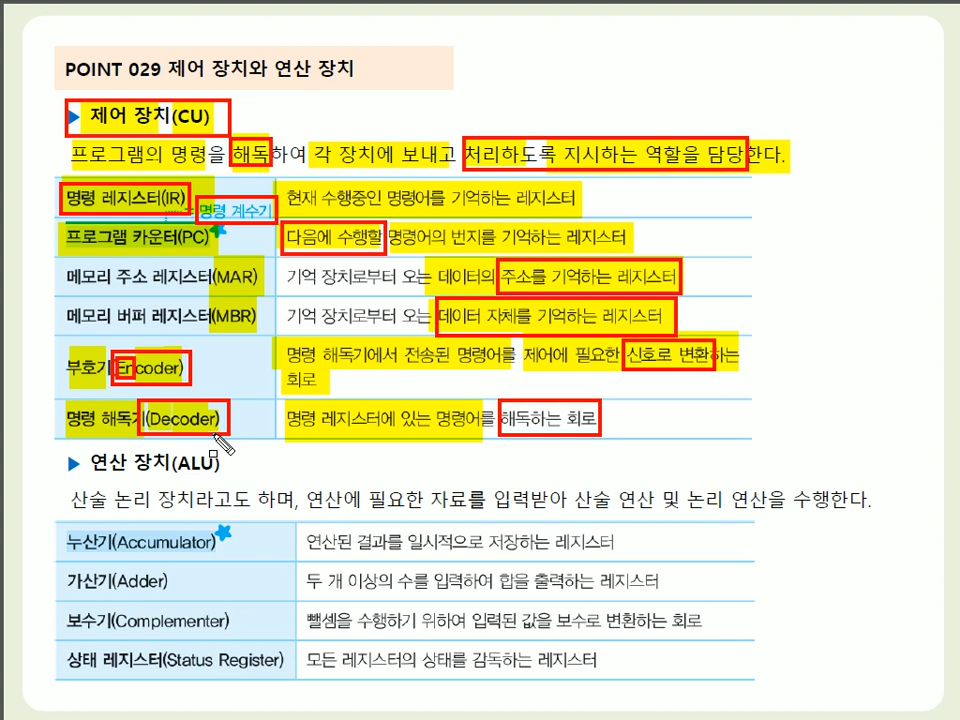 POINT 029 제어 장치와 연산 장치
▶ 제어 장치(CU)
프로그램의 명령을 해독하여 각 장치에 보내고 처리하도록 지시하는 역할을 담당한다.
명령 레지스터(IR) 현재 수행중인 명령어를 기억하는 레지스터
= 명령 계수기
프로그램 카운터(PC) 다음에 수행할 명령어의 번지를 기억하는 레지스터
메모리 주소 레지스터(MAR) 기억 장치로부터 오는 데이터의 주소를 기억하는 레지스터
메모리 버퍼 레지스터(MBR) 기억 장치로부터 오는 데이터 자체를 기억하는 레지스터
부호기(Encoder) 명령 해독기에서 전송된 명령어를 제어에 필요한 신호로 변환하는
회로
명령 해독기(Decoder) 명령 레지스터에 있는 명령어를 해독하는 회로
▶ 연산 장치(ALU)
산술 논리 장치라고도 하며, 연산에 필요한 자료를 입력받아 산술 연산 및 논리 연산을 수행한다.
누산기(Accumulator) 연산된 결과를 일시적으로 저장하는 레지스터
가산기(Adder) 두 개 이상의 수를 입력하여 합을 출력하는 레지스터
보수기(Complementer) 뺄셈을 수행하기 위하여 입력된 값을 보수로 변환하는 회로
상태 레지스터(Status Register) 모든 레지스터의 상태를 감독하는 레지스터